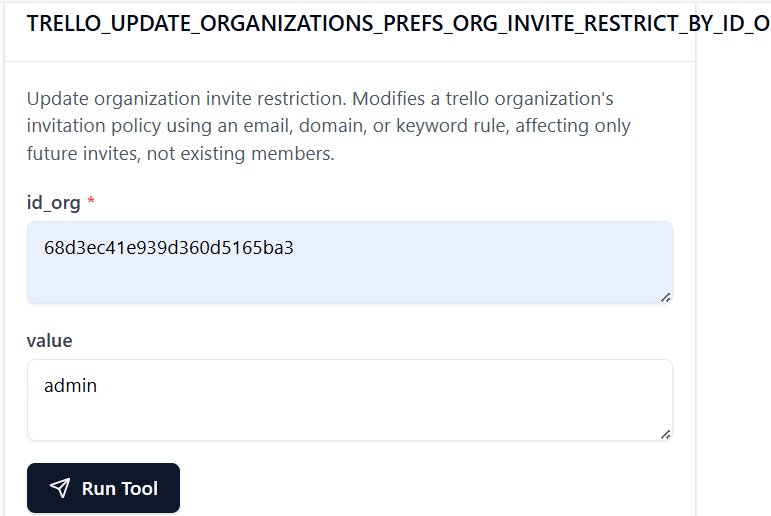 TRELLO_UPDATE_ORGANIZATIONS_PREFS_ORG_INVITE_RESTRICT_BY_ID_O
Update organization invite restriction. Modifies a trello organization's
invitation policy using an email, domain, or keyword rule, affecting only
future invites, not existing members.
id_org *
68d3ec41e939d360d5165ba3
value
admin
Run Tool